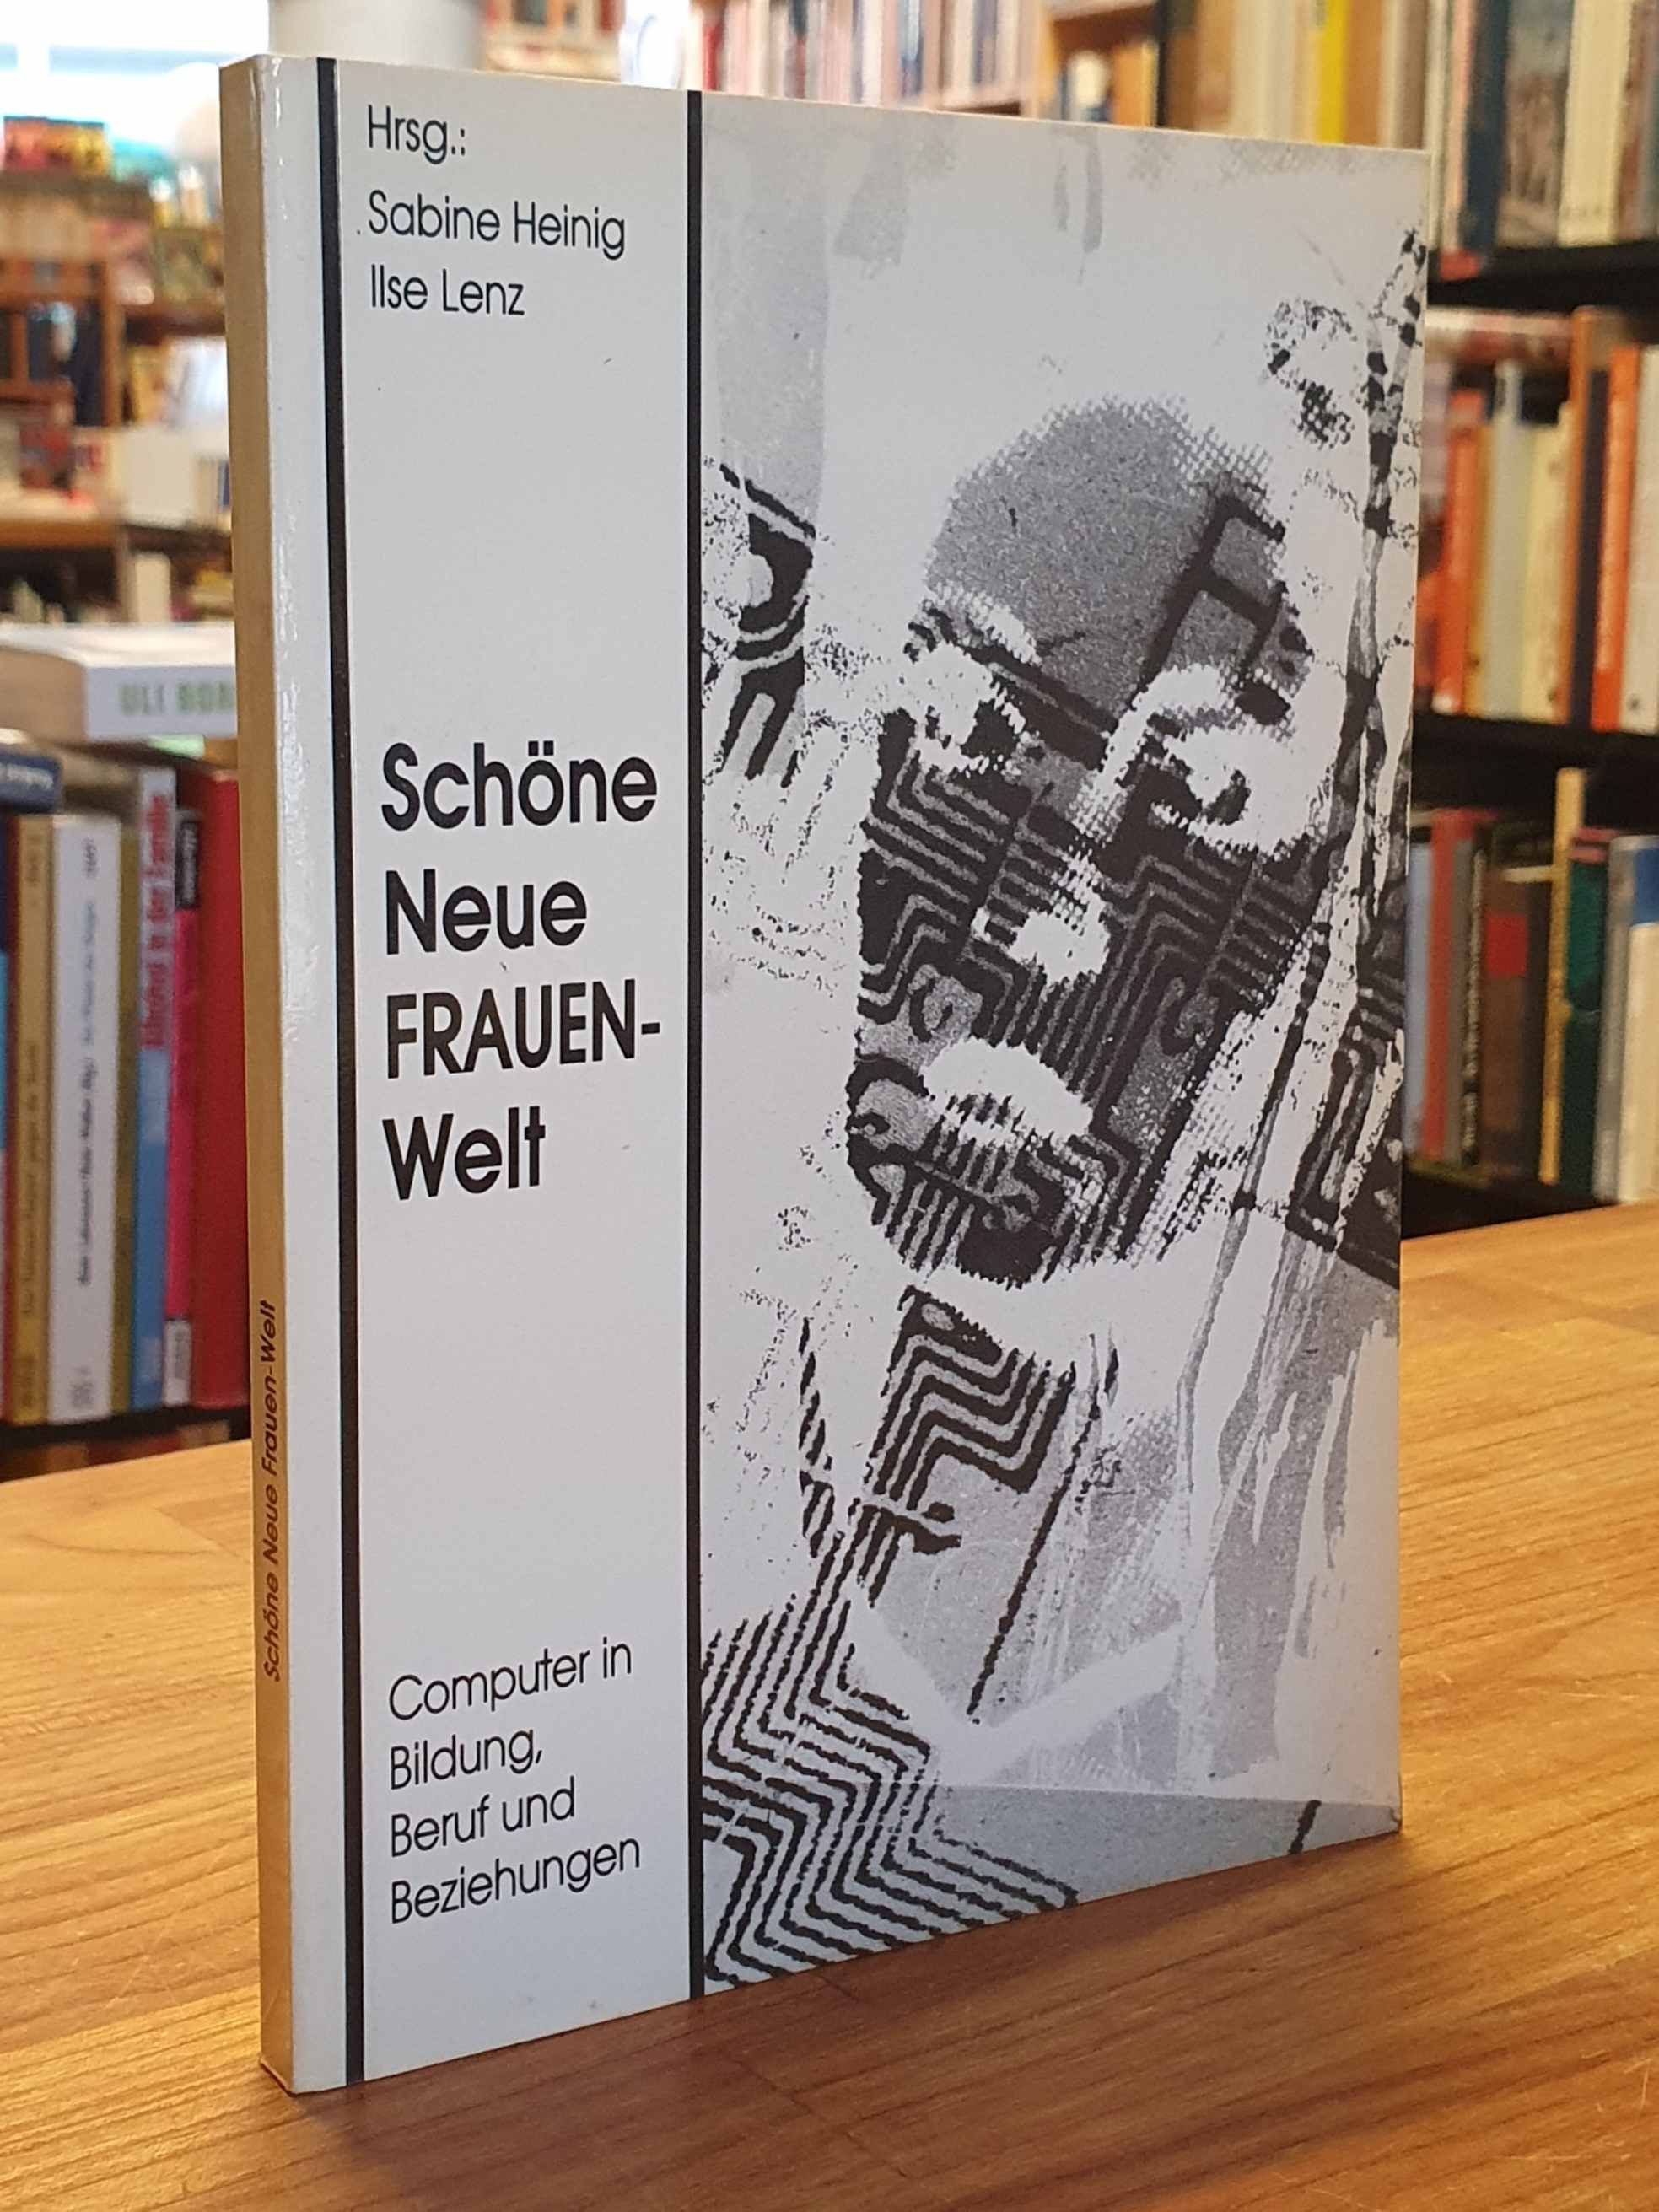 Hrsg.:
Sabine Heinig
Ilse Lenz
Schöne
Neue
FRAUEN-
Welt
Computer in
Bildung,
Beruf und
Beziehungen
Schöne Neue Frauen-Welt
ULI